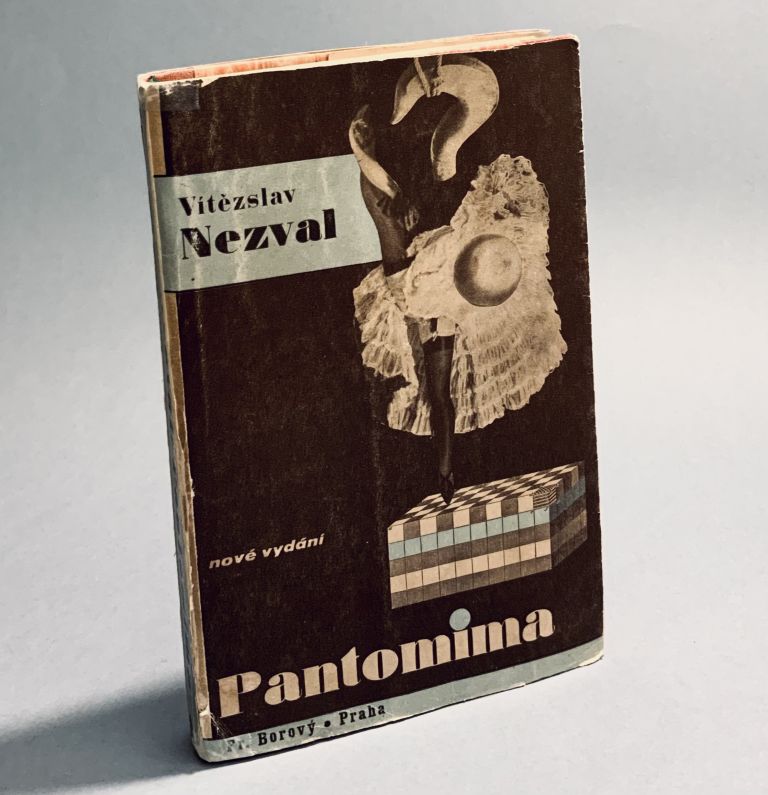 Vítězslav
Nezval
nové vydání
Pantomima
Fr. Borový • Praha